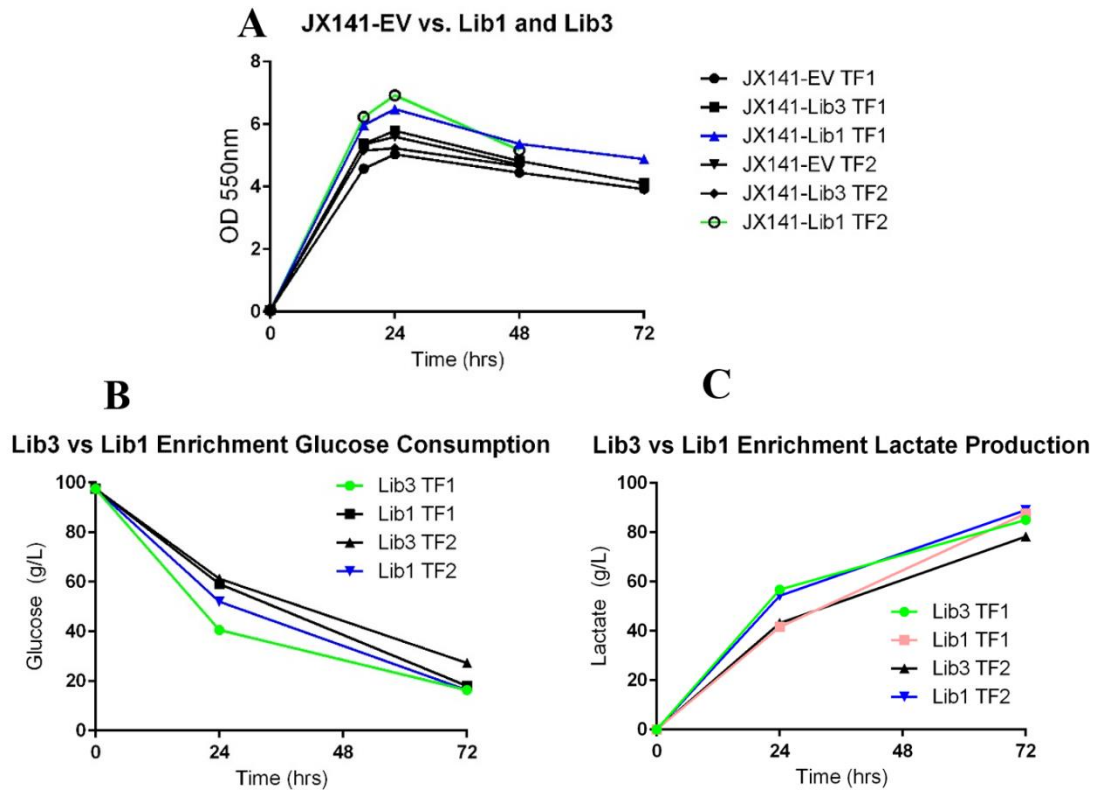 A JX141-EV vs. Lib1 and Lib3
8
6
4
2
0
OD 550nm
0 24 48 72
Time (hrs)
JX141-EV TF1
JX141-Lib3 TF1
JX141-Lib1 TF1
JX141-EV TF2
JX141-Lib3 TF2
JX141-Lib1 TF2
B
Lib3 vs Lib1 Enrichment Glucose Consumption
100
80
60
40
20
0
Glucose (g/L)
0 24 48 72
Time (hrs)
Lib3 TF1
Lib1 TF1
Lib3 TF2
Lib1 TF2
C
Lib3 vs Lib1 Enrichment Lactate Production
100
80
60
40
20
0
Lactate (g/L)
0 24 48 72
Time (hrs)
Lib3 TF1
Lib1 TF1
Lib3 TF2
Lib1 TF2